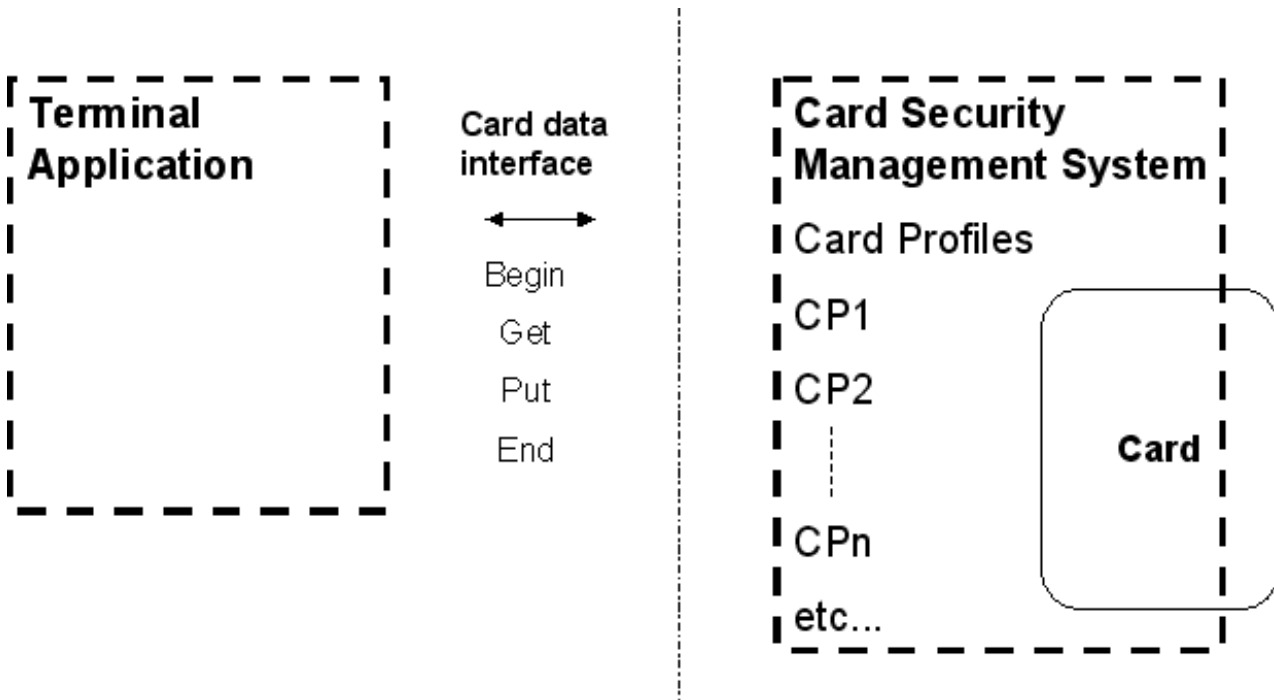 Terminal
Application
Card data
interface
Begin
Get
Put
End
Card Security
Management System
Card Profiles
CP1
CP2
CPn
etc...
Card